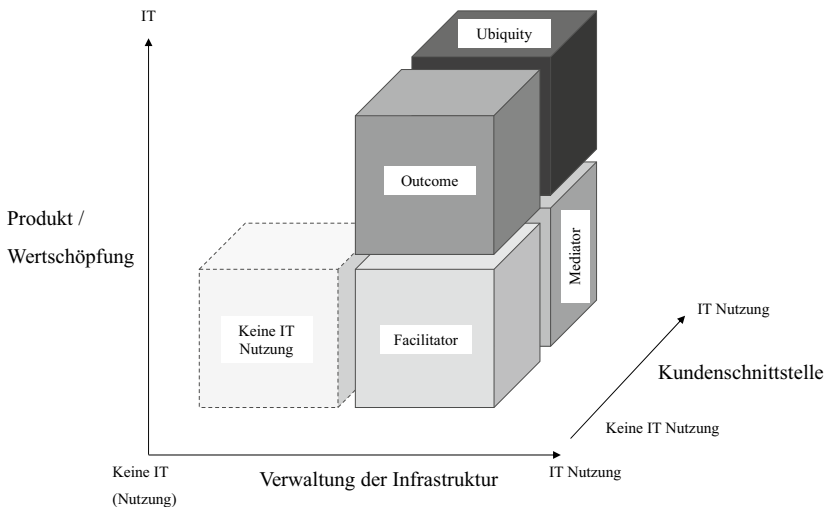 IT
Ubiquity
Outcome
Produkt /
Wertschöpfung
Mediator
Keine IT
Nutzung
Facilitator
IT Nutzung
Kundenschnittstelle
Keine IT Nutzung
Keine IT
(Nutzung)
Verwaltung der Infrastruktur
IT Nutzung